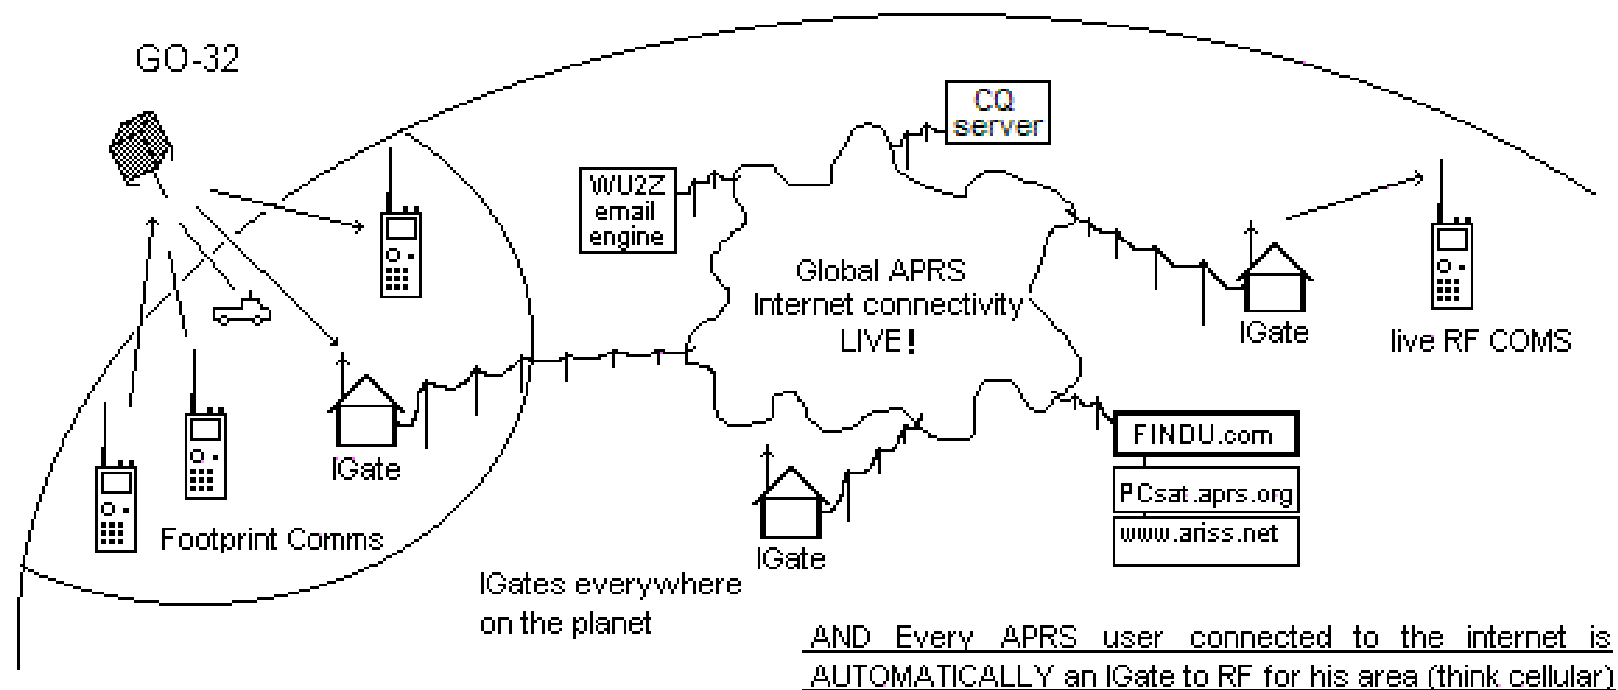 GO-32
CQ
server
WU2Z
email
engine
Global APRS
Internet connectivity
LIVE!
IGate
live RF COMS
IGate
FINDU.com
PCsat.aprs.org
www.ariss.net
Footprint Comms
IGate
IGates everywhere
on the planet
AND Every APRS user connected to the internet is
AUTOMATICALLY an IGate to RF for his area (think cellular)